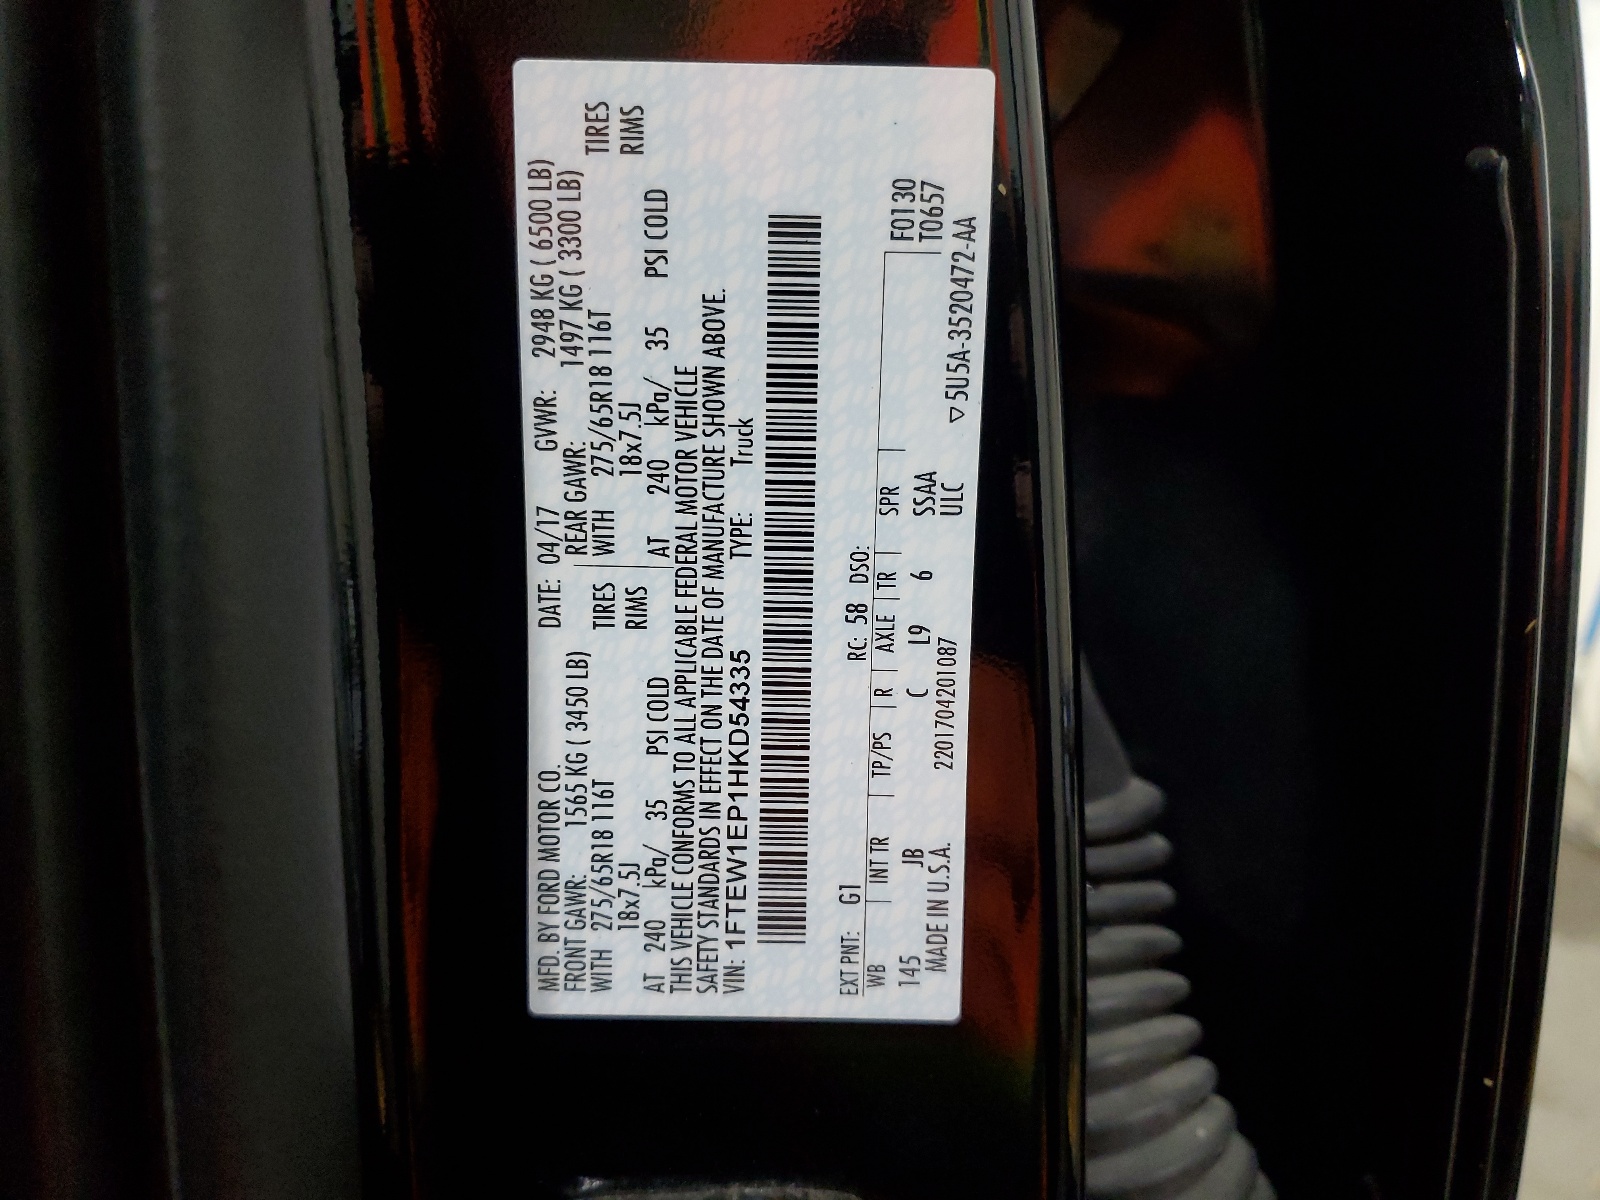 MFD. BY FORD MOTOR CO. DATE: 04/17 GVWR: 2948 KG ( 6500 LB)
FRONT GAWR: 1565 KG ( 3450 LB) REAR GAWR: 1497 KG ( 3300 LB)
WITH 275/65R18 116T TIRES WITH 275/65R18 116T TIRES
18x7.5J RIMS 18x7.5J RIMS
AT 240 kPa/ 35 PSI COLD AT 240 kPa/ 35 PSI COLD
THIS VEHICLE CONFORMS TO ALL APPLICABLE FEDERAL MOTOR VEHICLE
SAFETY STANDARDS IN EFFECT ON THE DATE OF MANUFACTURE SHOWN ABOVE.
VIN: 1FTEW1EP1HKD54335 TYPE: Truck
EXT PNT: G1 RC: 58 DSO:
WB | INT TR | TP/PS | R | AXLE | TR | SPR | F0130
145 JB C L9 6 SSAA T0657
MADE IN U.S.A. 2201704201087 ULC ▽5U5A-3520472-AA